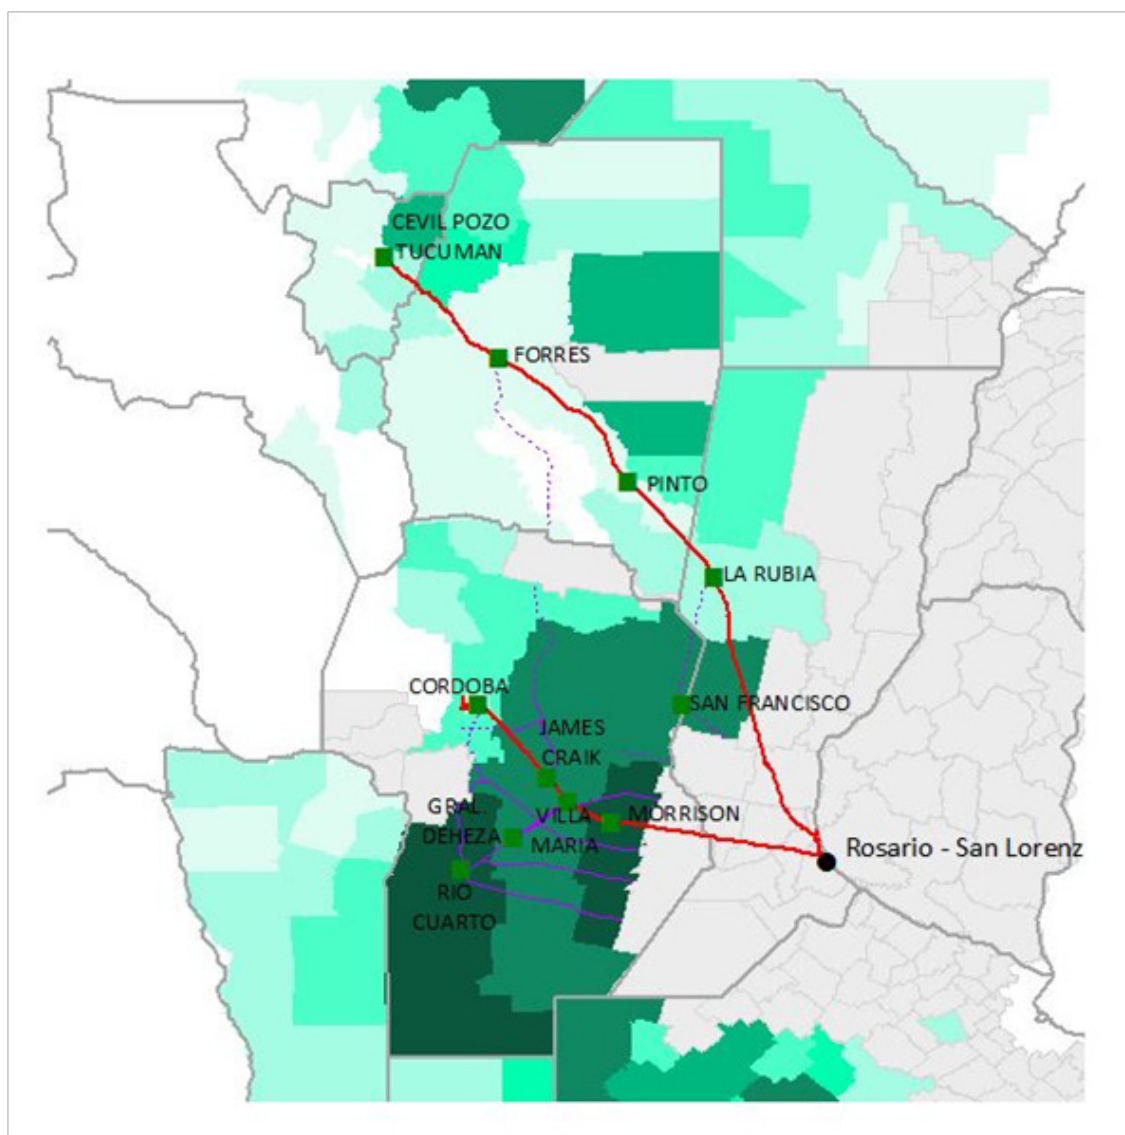 CEVIL POZO
TUCUMAN
FORRES
PINTO
LA RUBIA
CORDOBA
SAN FRANCISCO
JAMES
CRAIK
GRAL.
DEHEZA
VILLA
MARIA
MORRISON
Rosario - San Lorenz
RIO
CUARTO